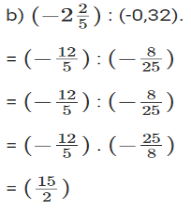 b) (−2 2/5) : (-0,32).
= (− 12/5) : (− 8/25)
= (− 12/5) : (− 8/25)
= (− 12/5) . (− 25/8)
= (15/2)